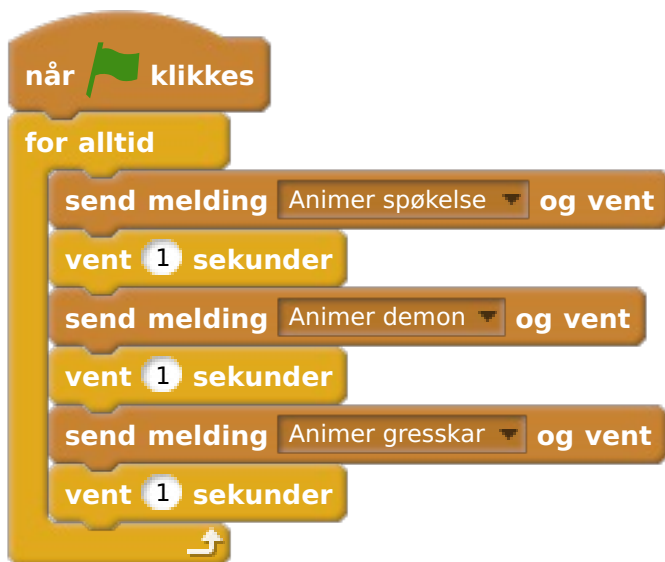 når klikkes
for alltid
send melding Animer spøkelse og vent
vent 1 sekunder
send melding Animer demon og vent
vent 1 sekunder
send melding Animer gresskar og vent
vent 1 sekunder